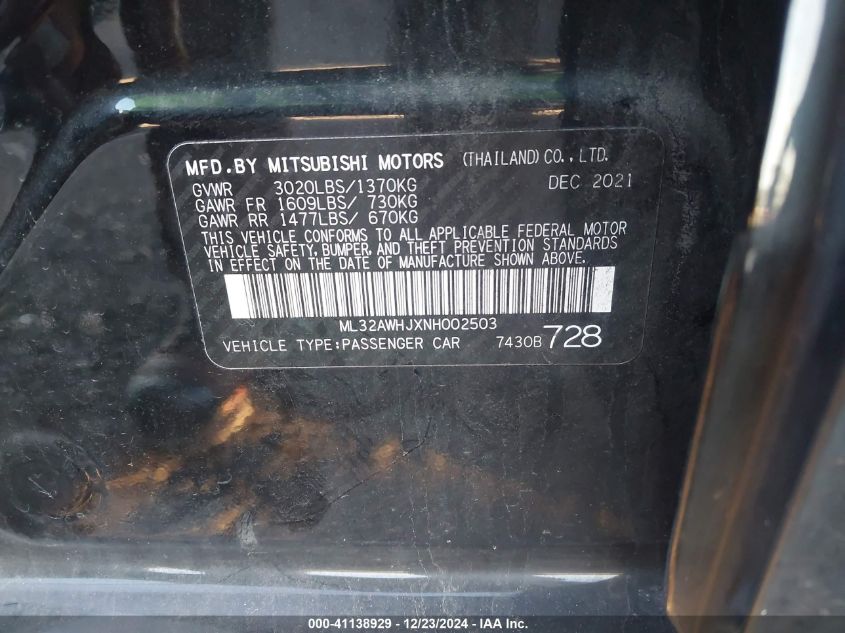 MFD.BY MITSUBISHI MOTORS (THAILAND) CO., LTD.
GVWR 3020LBS/1370KG DEC 2021
GAWR FR 1609LBS/ 730KG
GAWR RR 1477LBS/ 670KG
THIS VEHICLE CONFORMS TO ALL APPLICABLE FEDERAL MOTOR
VEHICLE SAFETY, BUMPER, AND THEFT PREVENTION STANDARDS
IN EFFECT ON THE DATE OF MANUFACTURE SHOWN ABOVE.
ML32AWHJXNH002503
VEHICLE TYPE:PASSENGER CAR 7430B 728
000-41138929 - 12/23/2024 - IAA Inc.